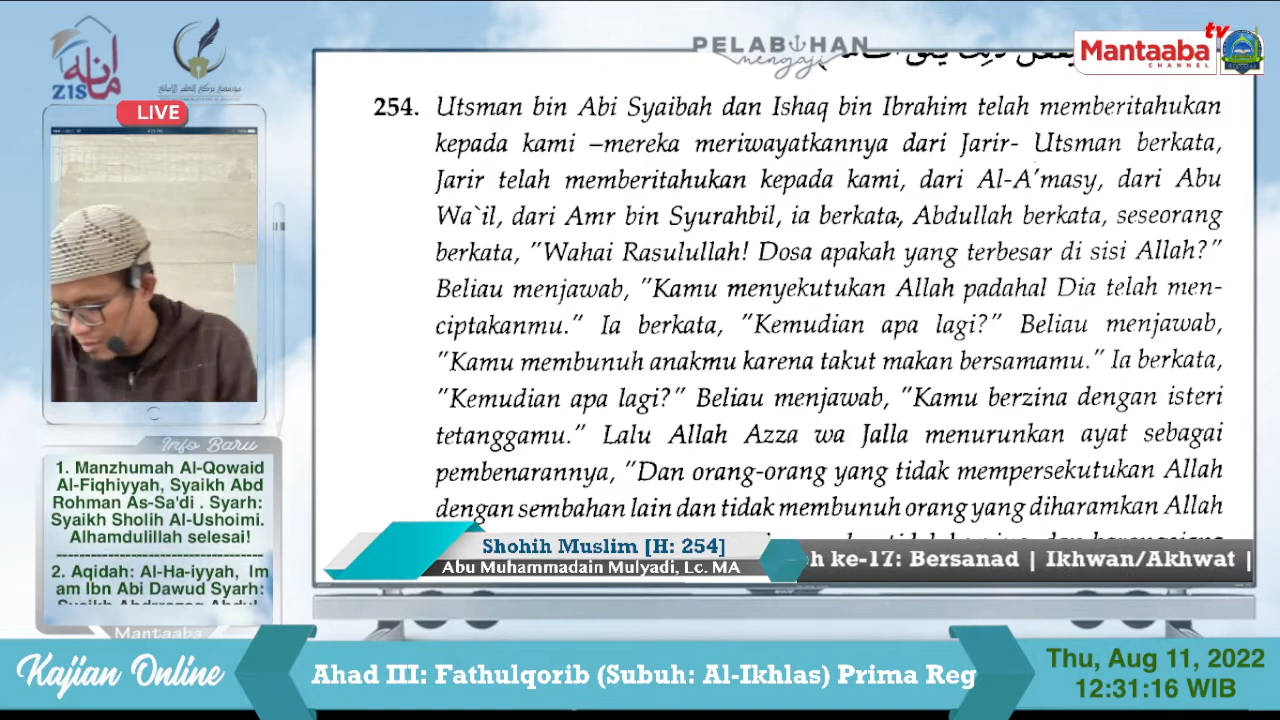 ZIS
PELABUHAN
mengaji
Mantaaba tv
CHANNEL
LIVE
254. Utsman bin Abi Syaibah dan Ishaq bin Ibrahim telah memberitahukan
kepada kami –mereka meriwayatkannya dari Jarir- Utsman berkata,
Jarir telah memberitahukan kepada kami, dari Al-A'masy, dari Abu
Wa`il, dari Amr bin Syurahbil, ia berkata, Abdullah berkata, seseorang
berkata, "Wahai Rasulullah! Dosa apakah yang terbesar di sisi Allah?"
Beliau menjawab, "Kamu menyekutukan Allah padahal Dia telah men-
ciptakanmu." Ia berkata, "Kemudian apa lagi?" Beliau menjawab,
"Kamu membunuh anakmu karena takut makan bersamamu." Ia berkata,
"Kemudian apa lagi?" Beliau menjawab, "Kamu berzina dengan isteri
tetanggamu." Lalu Allah Azza wa Jalla menurunkan ayat sebagai
pembenarannya, "Dan orang-orang yang tidak mempersekutukan Allah
dengan sembahan lain dan tidak membunuh orang yang diharamkan Allah
Info Baru
1. Manzhumah Al-Qowaid
Al-Fiqhiyyah, Syaikh Abd
Rohman As-Sa'di . Syarh:
Syaikh Sholih Al-Ushoimi.
Alhamdulillah selesai!
2. Aqidah: Al-Ha-iyyah, Im
am Ibn Abi Dawud Syarh:
Mantaaba
Shohih Muslim [H: 254]
Abu Muhammadain Mulyadi, Lc. MA
h ke-17: Bersanad | Ikhwan/Akhwat |
Kajian Online
Ahad III: Fathulqorib (Subuh: Al-Ikhlas) Prima Reg
Thu, Aug 11, 2022
12:31:16 WIB